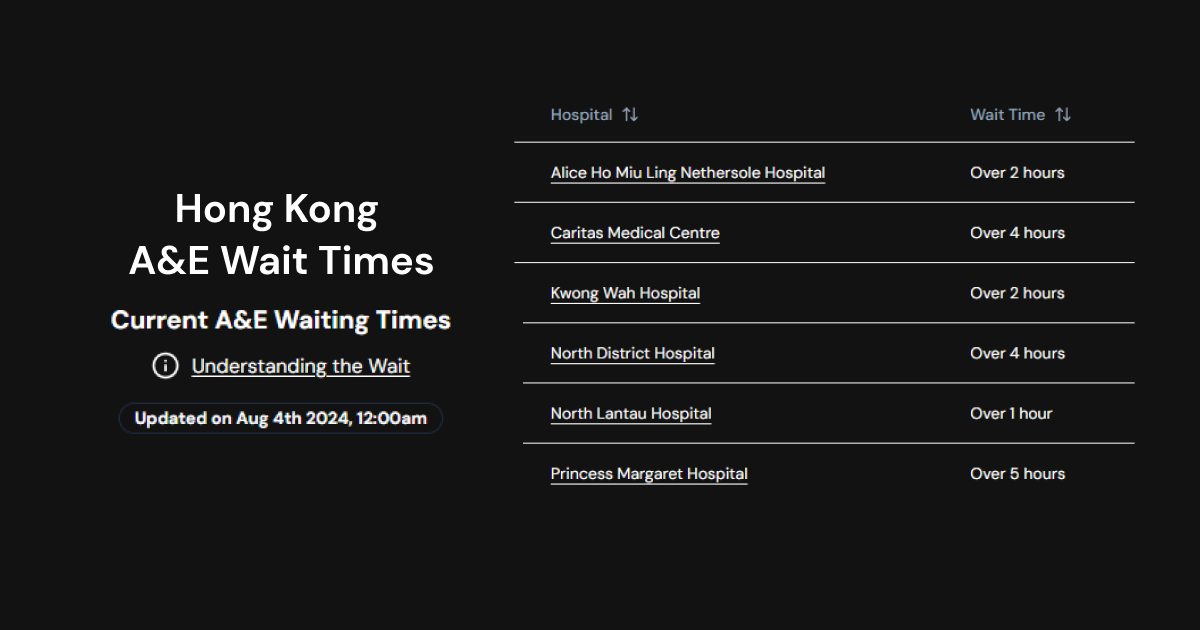 Hong Kong
A&E Wait Times
Current A&E Waiting Times
Understanding the Wait
Updated on Aug 4th 2024, 12:00am
Hospital Wait Time
Alice Ho Miu Ling Nethersole Hospital Over 2 hours
Caritas Medical Centre Over 4 hours
Kwong Wah Hospital Over 2 hours
North District Hospital Over 4 hours
North Lantau Hospital Over 1 hour
Princess Margaret Hospital Over 5 hours